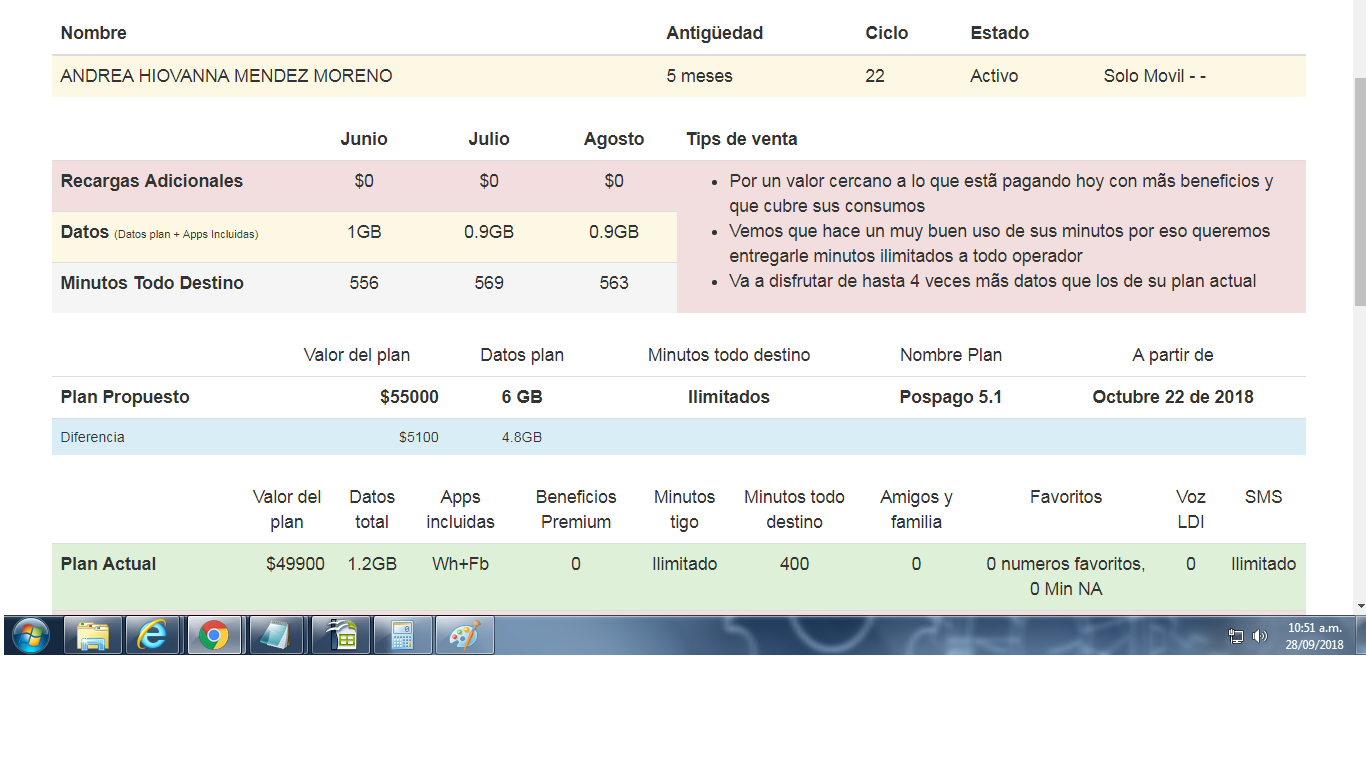 Nombre Antigüedad Ciclo Estado
ANDREA HIOVANNA MENDEZ MORENO 5 meses 22 Activo Solo Movil - -
Junio Julio Agosto Tips de venta
Recargas Adicionales $0 $0 $0
Datos (Datos plan + Apps Incluidas) 1GB 0.9GB 0.9GB
Minutos Todo Destino 556 569 563
• Por un valor cercano a lo que estã pagando hoy con mãs beneficios y
que cubre sus consumos
• Vemos que hace un muy buen uso de sus minutos por eso queremos
entregarle minutos ilimitados a todo operador
• Va a disfrutar de hasta 4 veces mãs datos que los de su plan actual
Valor del plan Datos plan Minutos todo destino Nombre Plan A partir de
Plan Propuesto $55000 6 GB Ilimitados Pospago 5.1 Octubre 22 de 2018
Diferencia $5100 4.8GB
Valor del Datos Apps Beneficios Minutos Minutos todo Amigos y Favoritos Voz SMS
plan total incluidas Premium tigo destino familia LDI
Plan Actual $49900 1.2GB Wh+Fb 0 Ilimitado 400 0 0 numeros favoritos, 0 Ilimitado
0 Min NA
10:51 a.m.
28/09/2018